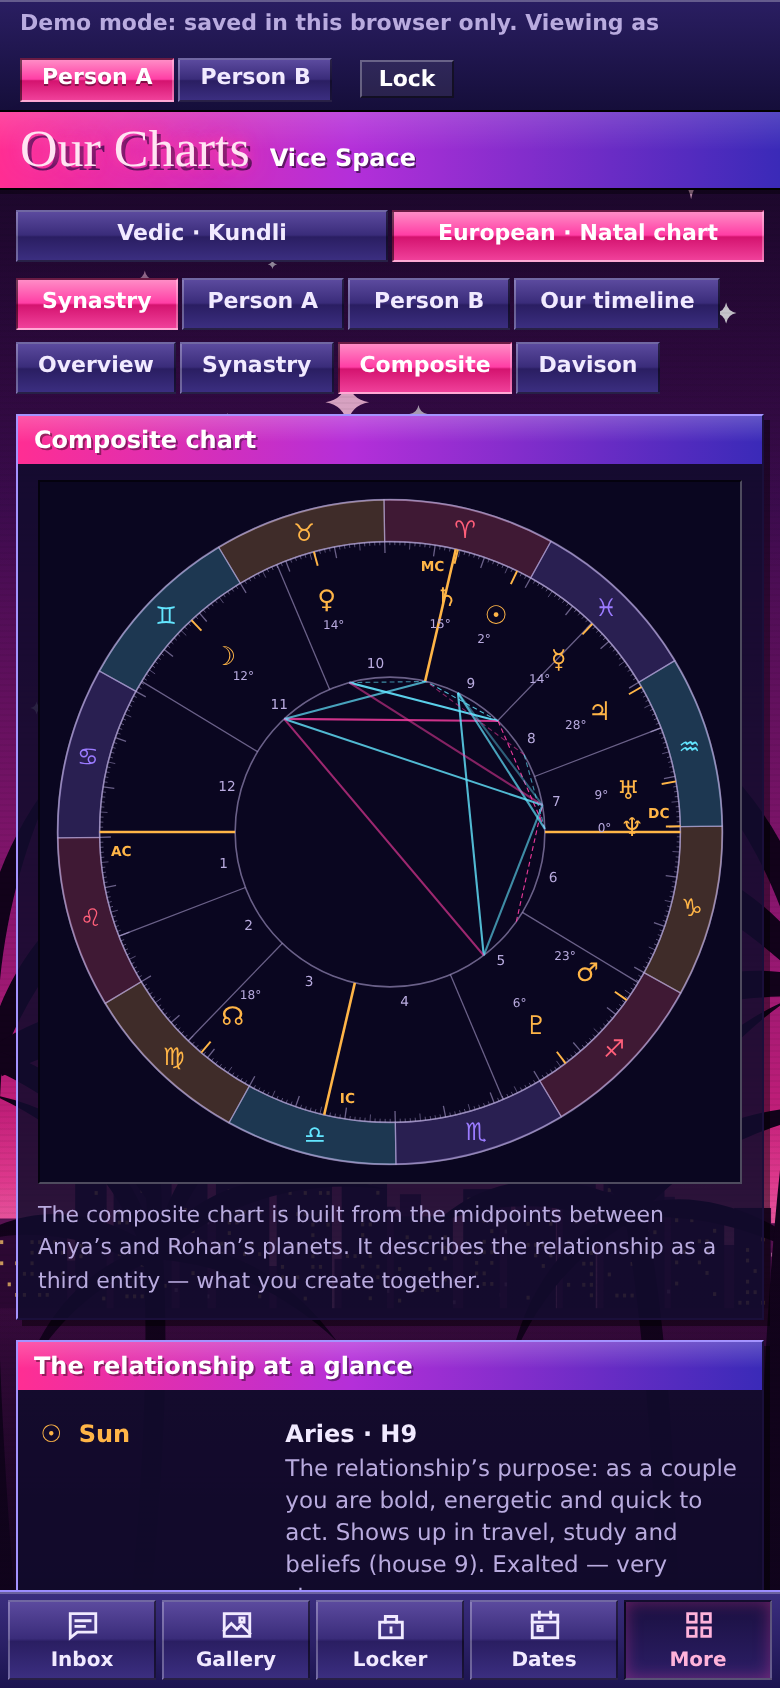 Demo mode: saved in this browser only. Viewing as
Person A Person B Lock
Our Charts Vice Space
Vedic · Kundli European · Natal chart
Synastry Person A Person B Our timeline
Overview Synastry Composite Davison
Composite chart
♉ ♈
MC
♀ ♄ ☉
♊ ♓
14° 15° 2°
☽ ☿
12° 14°
10 9
11 28° ♃
8
♋ ♒
12 7 9° ♅
DC
0° ♆
AC
1 6
2 5
♌ ♑
3 4 23° ♂
18° 6°
☊ ♇
♍ ♐
IC
♎ ♏
The composite chart is built from the midpoints between
Anya’s and Rohan’s planets. It describes the relationship as a
third entity — what you create together.
The relationship at a glance
☉ Sun Aries · H9
The relationship’s purpose: as a couple
you are bold, energetic and quick to
act. Shows up in travel, study and
beliefs (house 9). Exalted — very
Inbox Gallery Locker Dates More